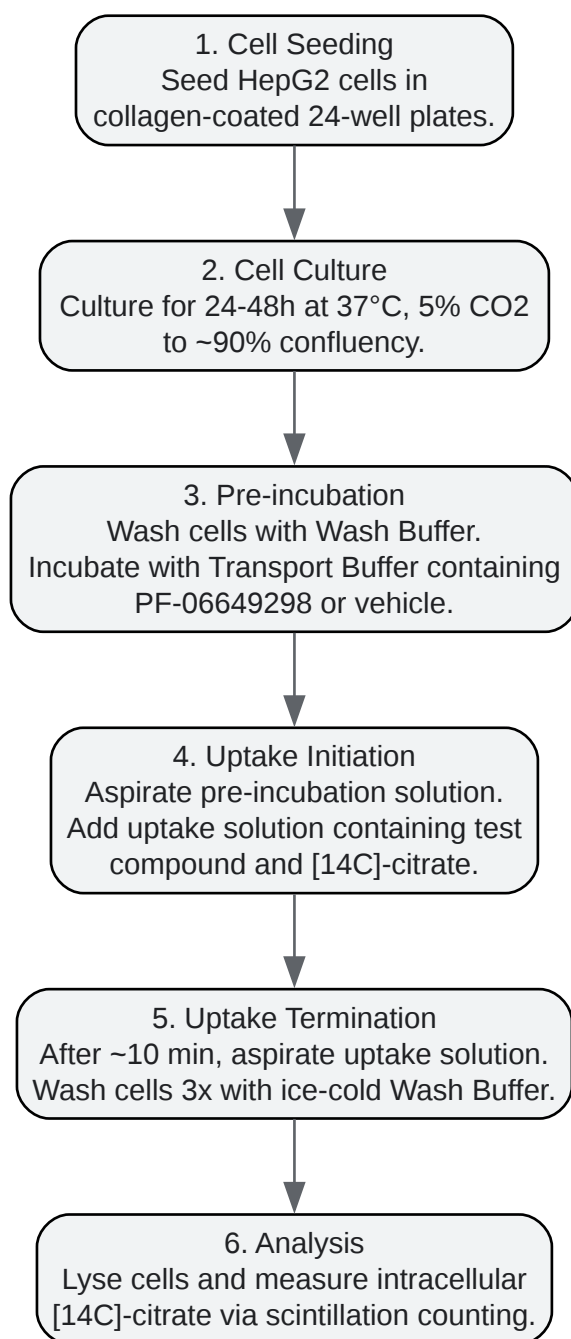 1. Cell Seeding
Seed HepG2 cells in
collagen-coated 24-well plates.
2. Cell Culture
Culture for 24-48h at 37°C, 5% CO2
to ~90% confluency.
3. Pre-incubation
Wash cells with Wash Buffer.
Incubate with Transport Buffer containing
PF-06649298 or vehicle.
4. Uptake Initiation
Aspirate pre-incubation solution.
Add uptake solution containing test
compound and [14C]-citrate.
5. Uptake Termination
After ~10 min, aspirate uptake solution.
Wash cells 3x with ice-cold Wash Buffer.
6. Analysis
Lyse cells and measure intracellular
[14C]-citrate via scintillation counting.